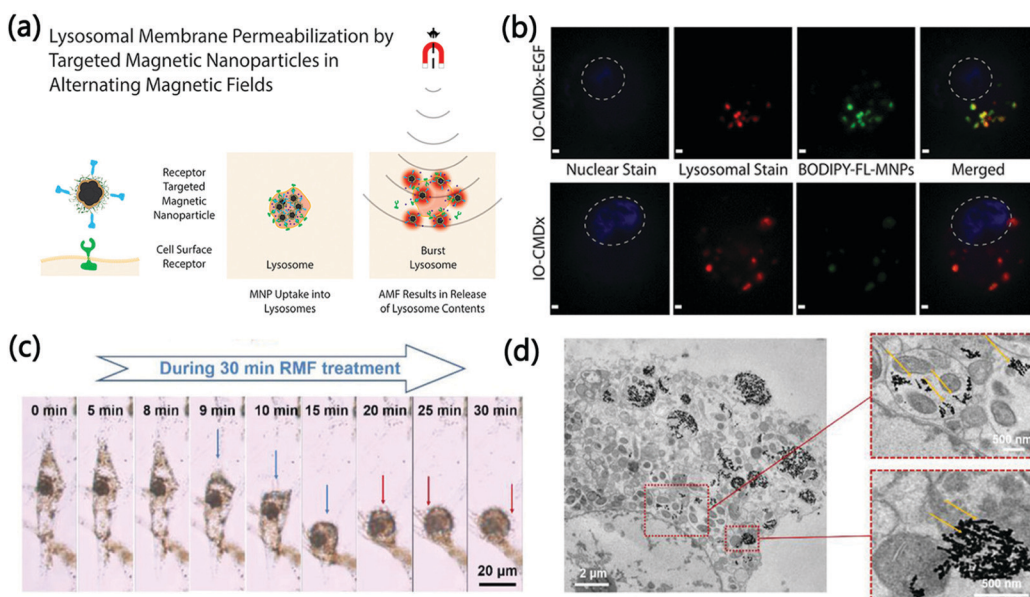 (a)
Lysosomal Membrane Permeabilization by
Targeted Magnetic Nanoparticles in
Alternating Magnetic Fields
Receptor
Targeted
Magnetic
Nanoparticle
Cell Surface
Receptor
Lysosome
Burst
Lysosome
MNP Uptake into
Lysosomes
AMF Results in Release
of Lysosome Contents
(b)
IO-CMDx-EGF
Nuclear Stain
Lysosomal Stain
BODIPY-FL-MNPs
Merged
IO-CMDx
(c)
During 30 min RMF treatment
0 min
5 min
8 min
9 min
10 min
15 min
20 min
25 min
30 min
20 μm
(d)
2 μm
500 nm
500 nm